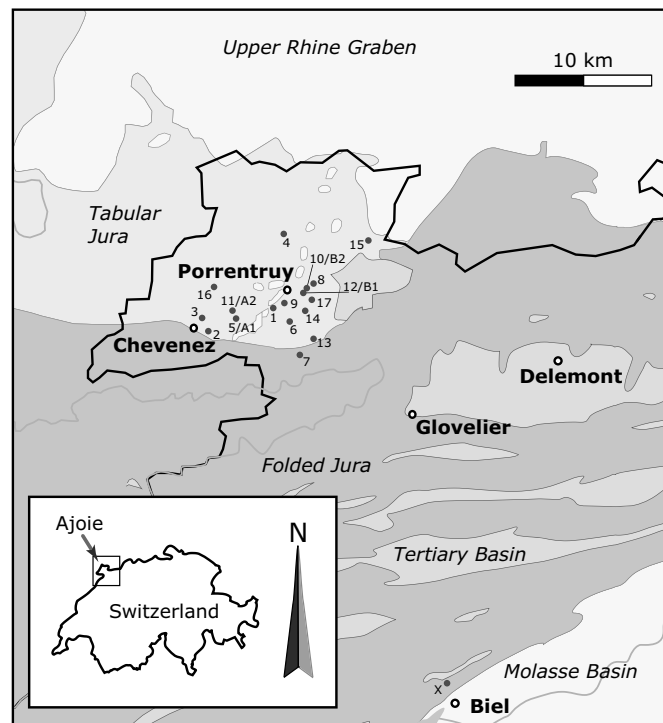 Upper Rhine Graben
10 km
Tabular
Jura
4
15
10/B2
Porrentruy
8
12/B1
16
11/A2
9
17
3
1
14
5/A1
6
2
13
Chevenez
7
Delemont
Glovelier
Folded Jura
Ajoie
N
Tertiary Basin
Switzerland
Molasse Basin
X
Biel